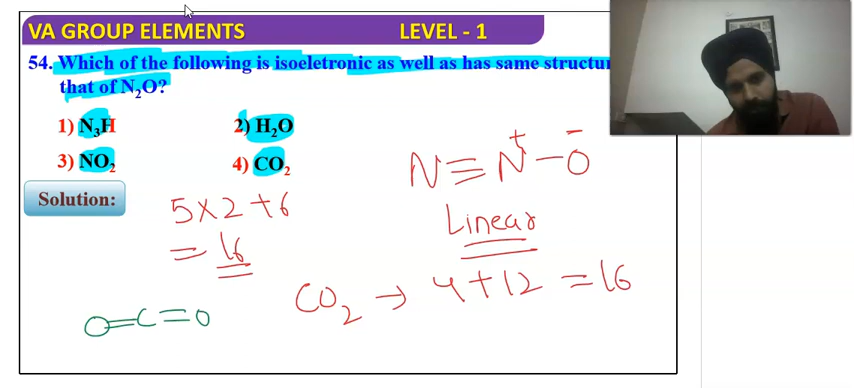 VA GROUP ELEMENTS LEVEL - 1
54. Which of the following is isoeletronic as well as has same
that of N₂O?
1) N₃H 2) H₂O
3) NO₂ 4) CO₂
Solution:
5 × 2 + 6
= 16
N ≡ N⁺ – O⁻
Linear
CO₂ → 4 + 12 = 16
O = C = O